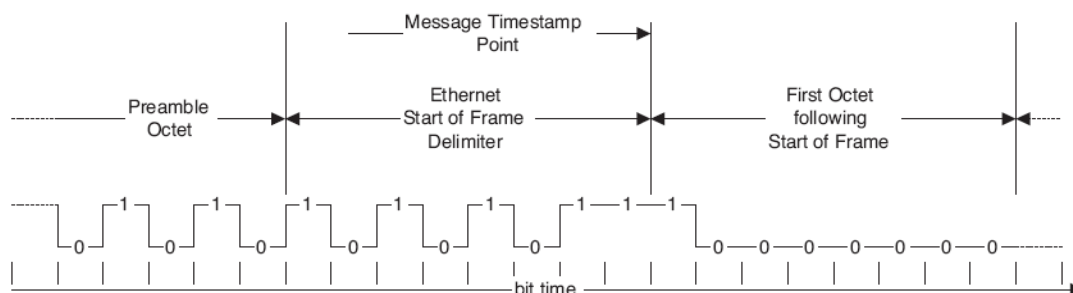 Message Timestamp
Point
Preamble
Octet
Ethernet
Start of Frame
Delimiter
First Octet
following
Start of Frame
0 1 0 1 0 1 0 1 0 1 0 1 1 1 0 0 0 0 0 0 0
bit time